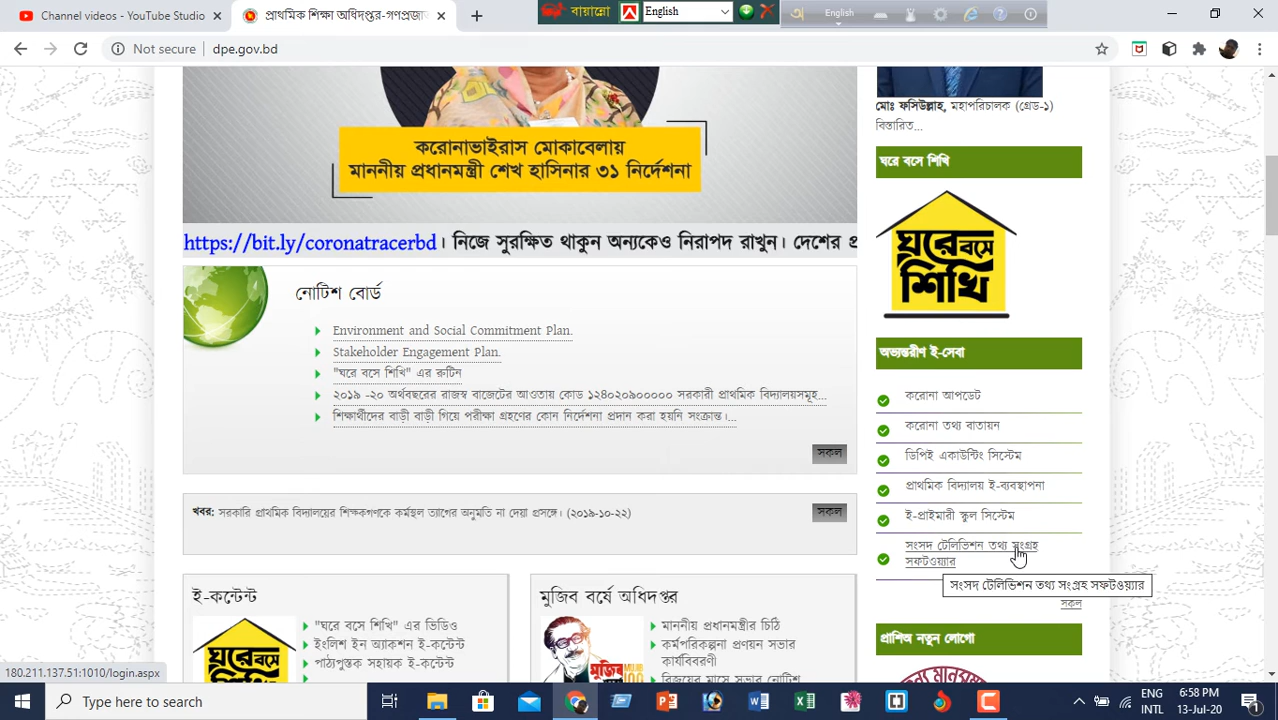 Channel videos - YouTube Studio
প্রাথমিক শিক্ষা অধিদপ্তর-গণপ্রজাত
বায়ান্নো
English
English
Not secure
dpe.gov.bd
করোনাভাইরাস মোকাবেলায়
মাননীয় প্রধানমন্ত্রী শেখ হাসিনার ৩১ নির্দেশনা
https://bit.ly/coronatracerbd। নিজে সুরক্ষিত থাকুন অন্যকেও নিরাপদ রাখুন। দেশের
নোটিশ বোর্ড
Environment and Social Commitment Plan.
Stakeholder Engagement Plan.
"ঘরে বসে শিখি" এর রুটিন
২০১৯ -২০ অর্থবছরের রাজস্ব বাজেটের আওতায় কোড ১২৪০২০৯০০০০০ সরকারী প্রাথমিক বিদ্যালয়সমূহ...
শিক্ষার্থীদের বাড়ী বাড়ী গিয়ে পরীক্ষা গ্রহণের কোন নির্দেশনা প্রদান করা হয়নি সংক্রান্ত।...
সকল
খবর: সরকারি প্রাথমিক বিদ্যালয়ের শিক্ষকগণকে কর্মস্থল ত্যাগের অনুমতি না দেয়া প্রসঙ্গে। (২০১৯-১০-২২)
সকল
ই-কন্টেন্ট
"ঘরে বসে শিখি" এর ভিডিও
ইংলিশ ইন অ্যাকশন ই-কন্টেন্ট
পাঠ্যপুস্তক সহায়ক ই-কন্টেন্ট
ঘরে বসে
শিখি
মুজিব বর্ষে অধিদপ্তর
মাননীয় প্রধানমন্ত্রীর চিঠি
কর্মপরিকল্পনা প্রণয়ন সভার
কার্যবিবরণী
বিজয়ের মাসে সভার নোটিশ
মুজিব
100
মোঃ ফসিউল্লাহ, মহাপরিচালক (গ্রেড-১)
বিস্তারিত...
ঘরে বসে শিখি
ঘরে বসে
শিখি
অভ্যন্তরীণ ই-সেবা
করোনা আপডেট
করোনা তথ্য বাতায়ন
ডিপিই একাউন্টিং সিস্টেম
প্রাথমিক বিদ্যালয় ই-ব্যবস্থাপনা
ই-প্রাইমারী স্কুল সিস্টেম
সংসদ টেলিভিশন তথ্য সংগ্রহ
সফটওয়্যার
সংসদ টেলিভিশন তথ্য সংগ্রহ সফটওয়্যার
সকল
প্রাশিঅ নতুন লোগো
180.211.137.51:1010/login.aspx
Type here to search
ENG
INTL
6:58 PM
13-Jul-20